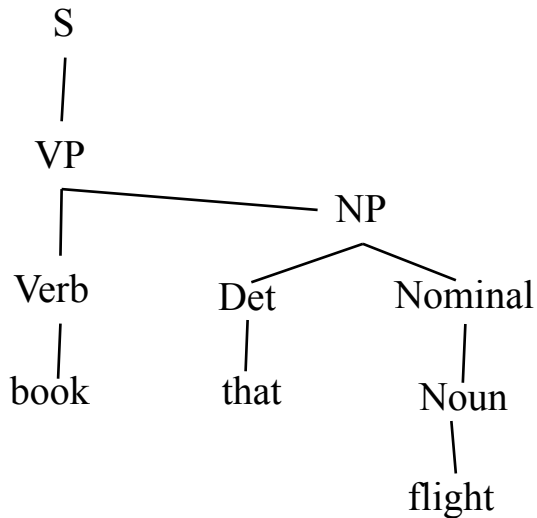 S
VP
NP
Verb Det Nominal
book that Noun
flight